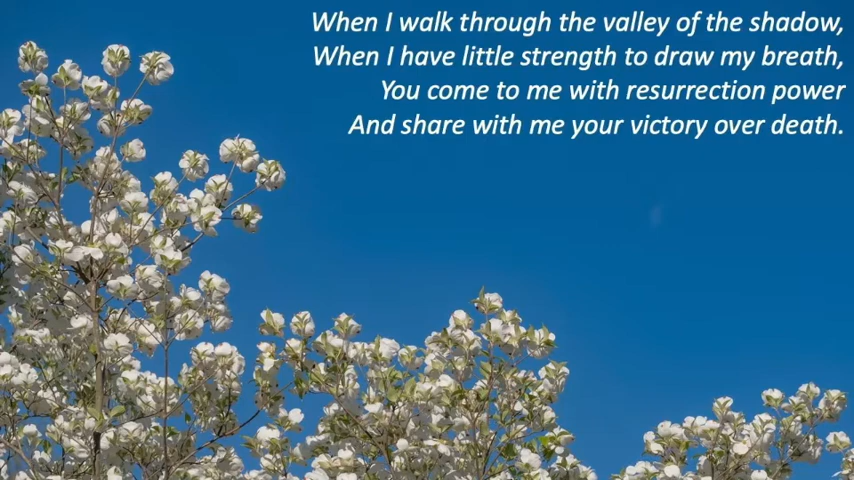 When I walk through the valley of the shadow,
When I have little strength to draw my breath,
You come to me with resurrection power
And share with me your victory over death.